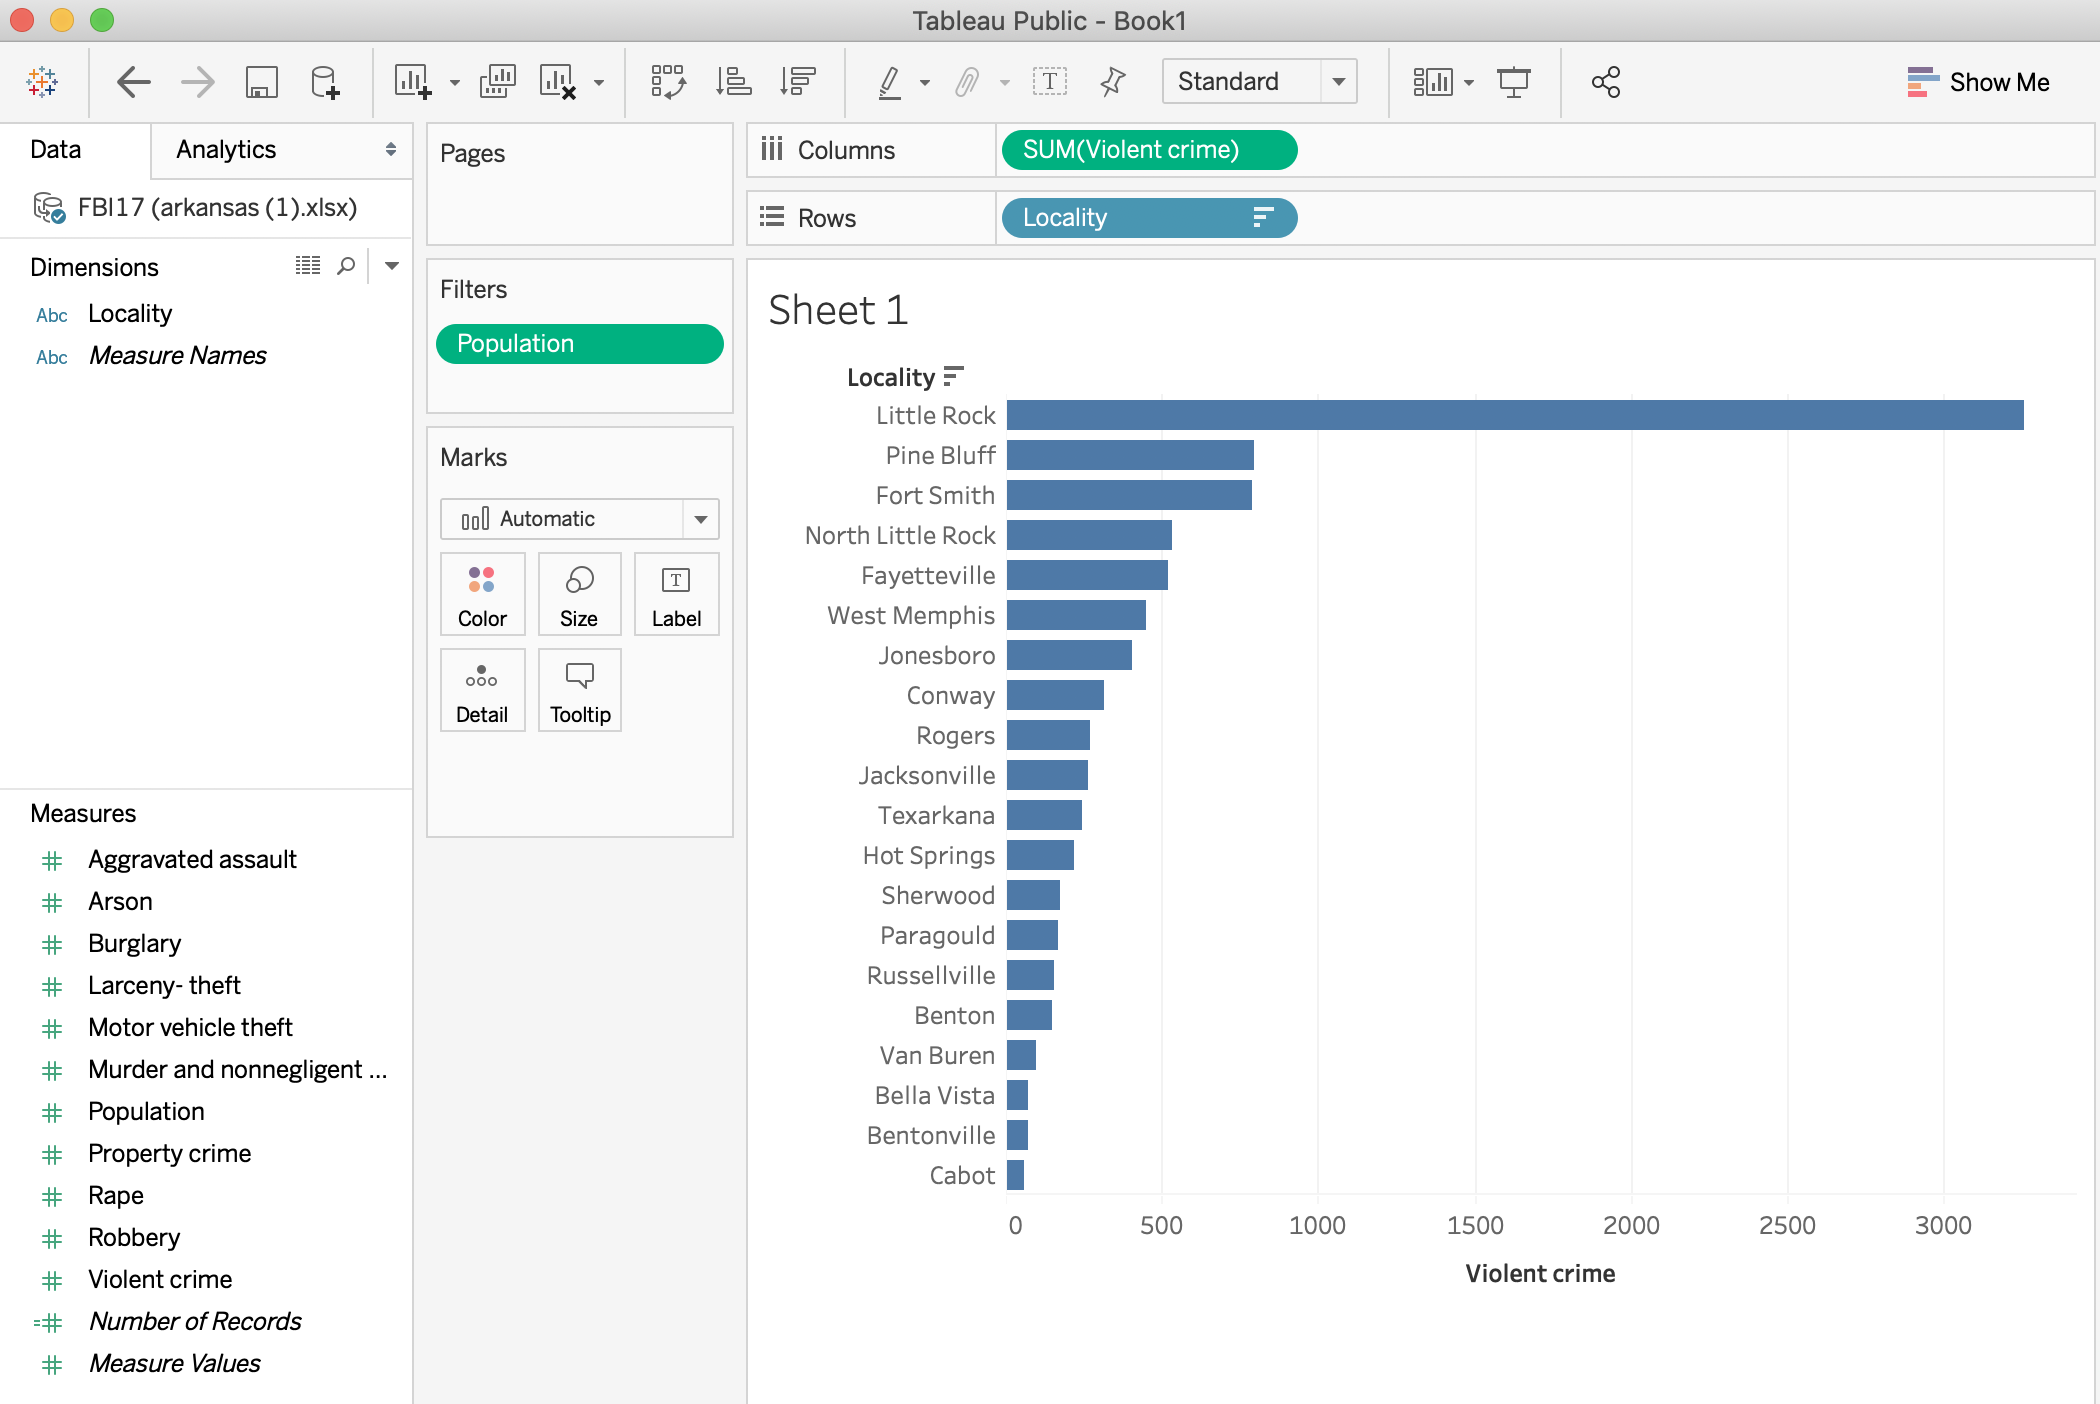 Tableau Public - Book1
Standard
Show Me
Data
Analytics
FBI17 (arkansas (1).xlsx)
Dimensions
Abc Locality
Abc Measure Names
Measures
Aggravated assault
Arson
Burglary
Larceny- theft
Motor vehicle theft
Murder and nonnegligent ...
Population
Property crime
Rape
Robbery
Violent crime
Number of Records
Measure Values
Pages
Filters
Population
Marks
Automatic
Color
Size
Label
Detail
Tooltip
Columns
SUM(Violent crime)
Rows
Locality
Sheet 1
Locality
Little Rock
Pine Bluff
Fort Smith
North Little Rock
Fayetteville
West Memphis
Jonesboro
Conway
Rogers
Jacksonville
Texarkana
Hot Springs
Sherwood
Paragould
Russellville
Benton
Van Buren
Bella Vista
Bentonville
Cabot
0 500 1000 1500 2000 2500 3000
Violent crime